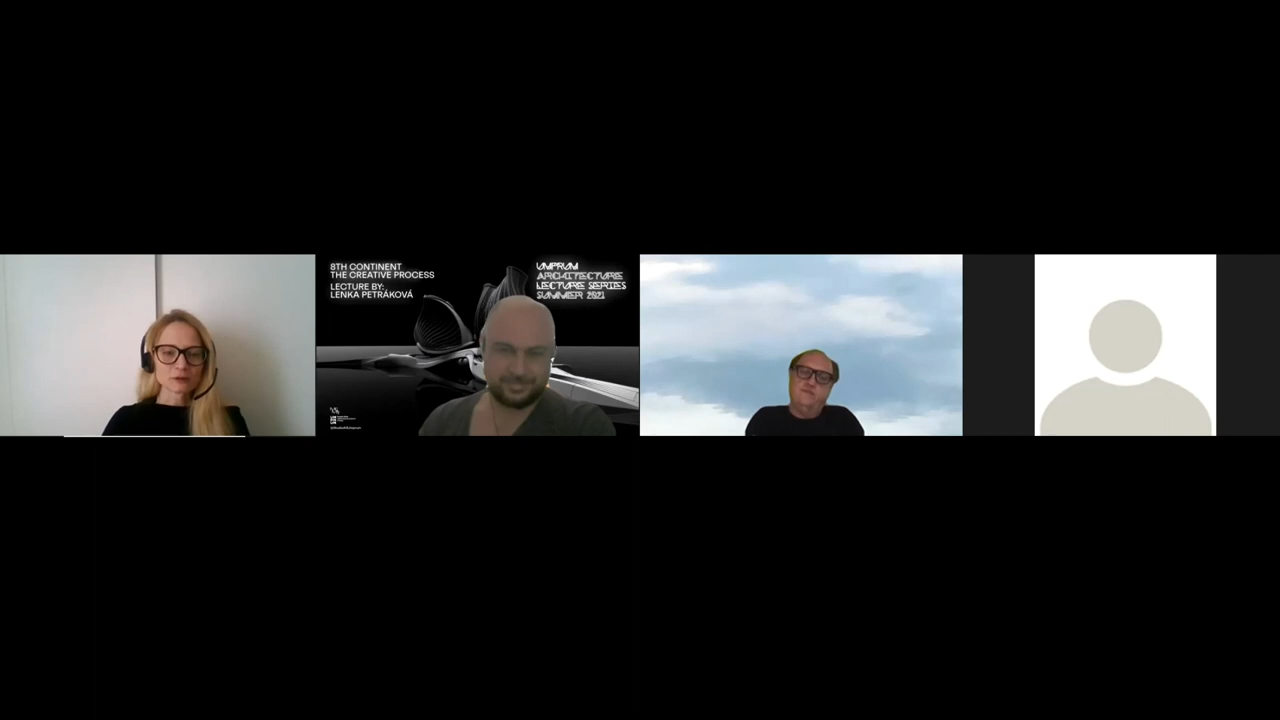 8TH CONTINENT
THE CREATIVE PROCESS
LECTURE BY:
LENKA PETRÁKOVÁ
UMPRUM
ARCHITECTURE
LECTURE SERIES
SUMMER 2021